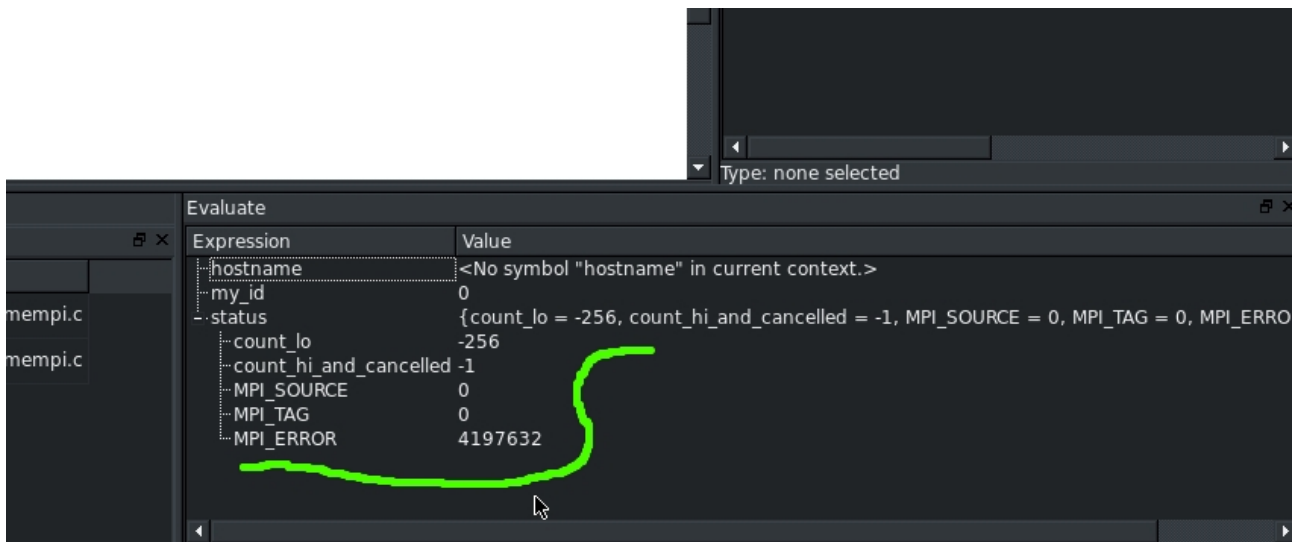 Type: none selected
Evaluate
Expression Value
hostname <No symbol "hostname" in current context.>
my_id 0
status {count_lo = -256, count_hi_and_cancelled = -1, MPI_SOURCE = 0, MPI_TAG = 0, MPI_ERRO
count_lo -256
mempi.c
count_hi_and_cancelled -1
mempi.c
MPI_SOURCE 0
MPI_TAG 0
MPI_ERROR 4197632